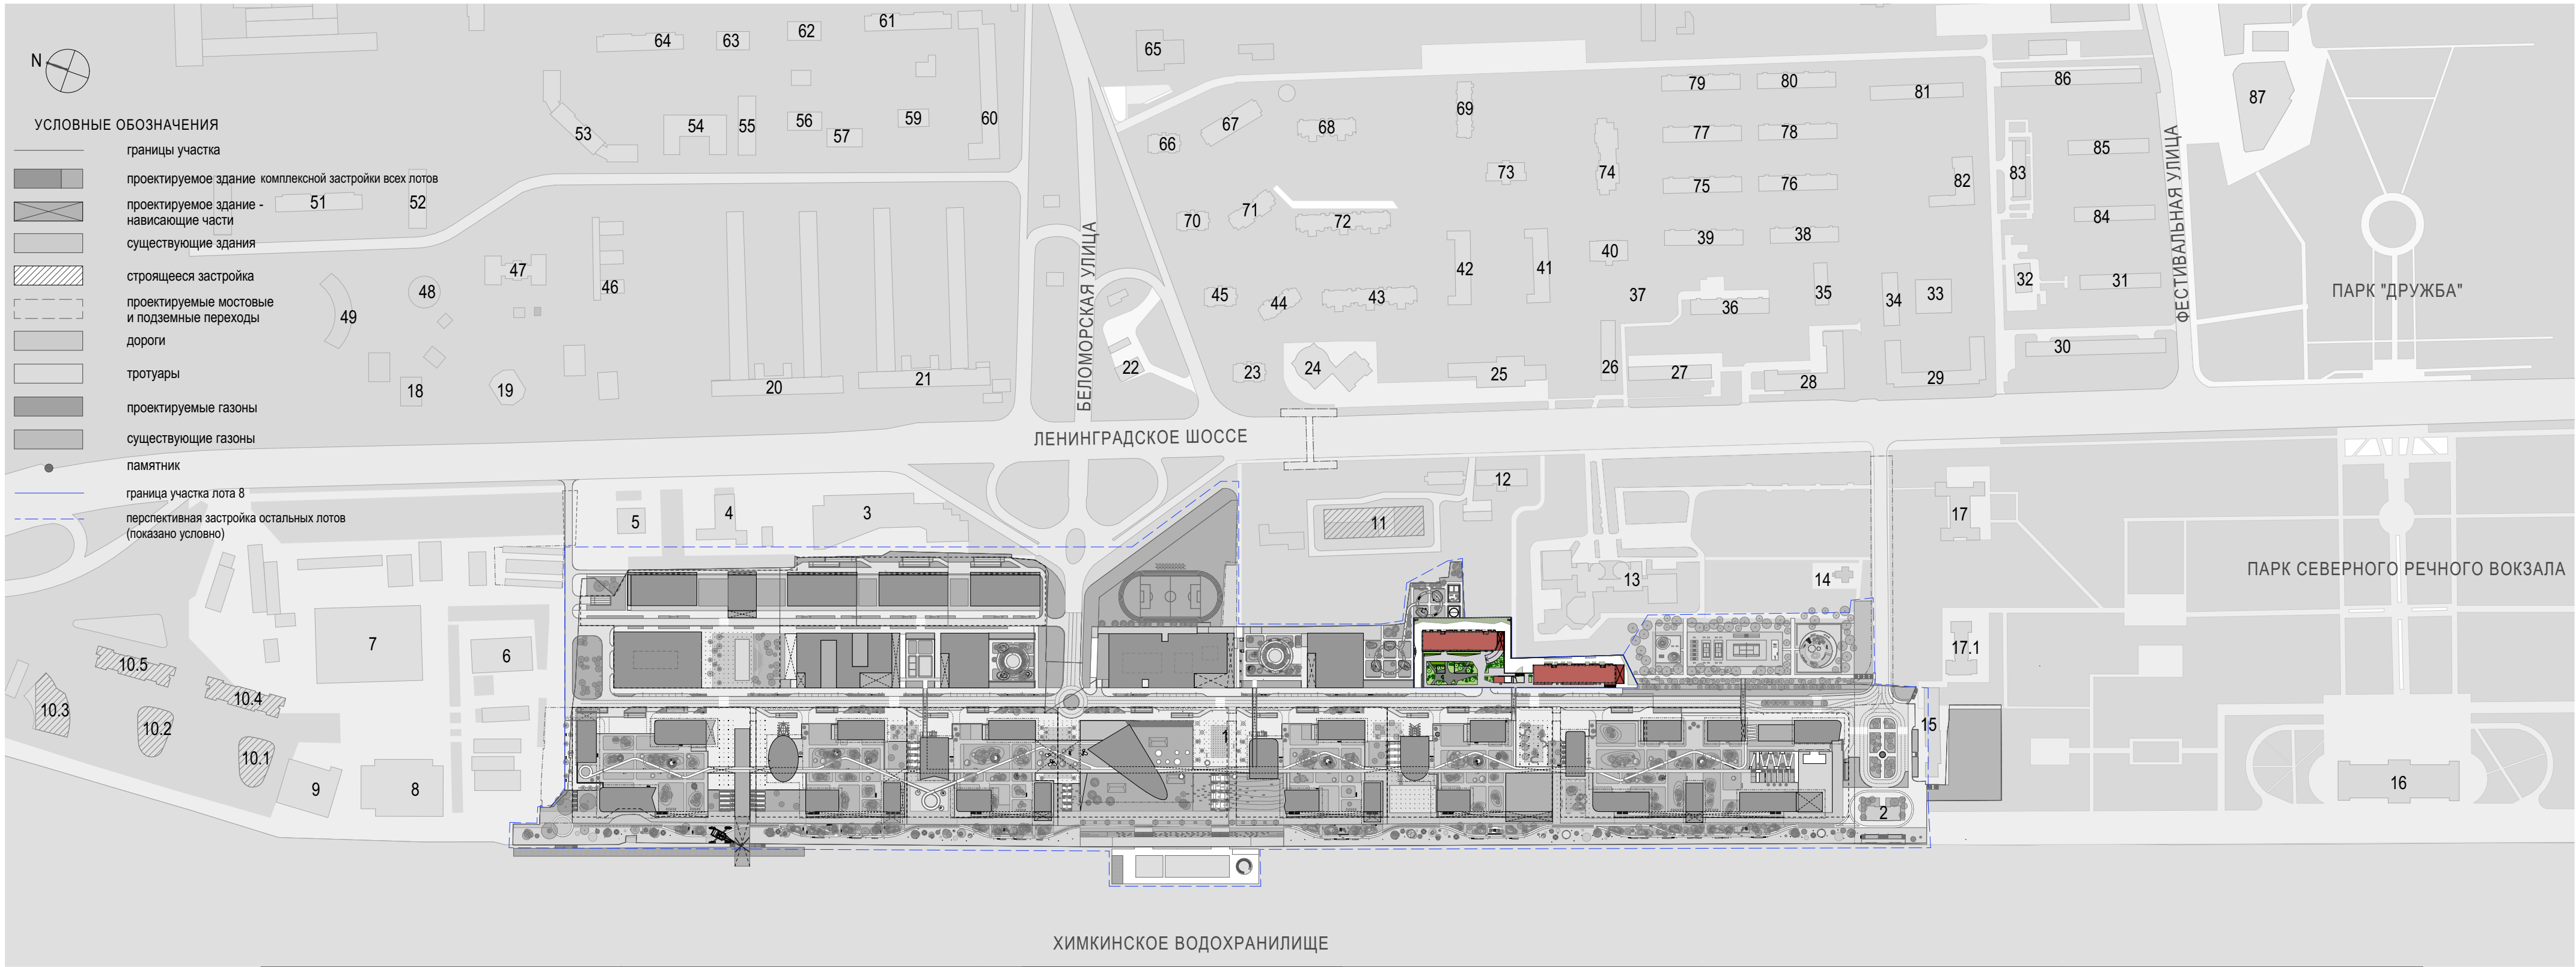 N
УСЛОВНЫЕ ОБОЗНАЧЕНИЯ
границы участка
проектируемое здание комплексной застройки всех лотов
проектируемое здание -
нависающие части
существующие здания
строящееся застройка
проектируемые мостовые
и подземные переходы
дороги
тротуары
проектируемые газоны
существующие газоны
памятник
граница участка лота 8
перспективная застройка остальных лотов
(показано условно)
64 63 62 61 65
53 54 55 56 57 59 60
66 67 68 69 79 80 81 86 87
77 78 85
51 52
70 71 72 73 74 75 76 82 83 84
47 48 49 46
45 44 43 42 41 40 39 38
37 36 35 34 33 32 31
18 19 20 21 22 23 24 25 26 27 28 29 30
БЕЛОМОРСКАЯ УЛИЦА
ФЕСТИВАЛЬНАЯ УЛИЦА
ПАРК "ДРУЖБА"
ЛЕНИНГРАДСКОЕ ШОССЕ
5 4 3 11 12 17
13 14
ПАРК СЕВЕРНОГО РЕЧНОГО ВОКЗАЛА
7 6 17.1
10.5
10.4
10.3
10.2
10.1
9 8 1 15 2 16
ХИМКИНСКОЕ ВОДОХРАНИЛИЩЕ